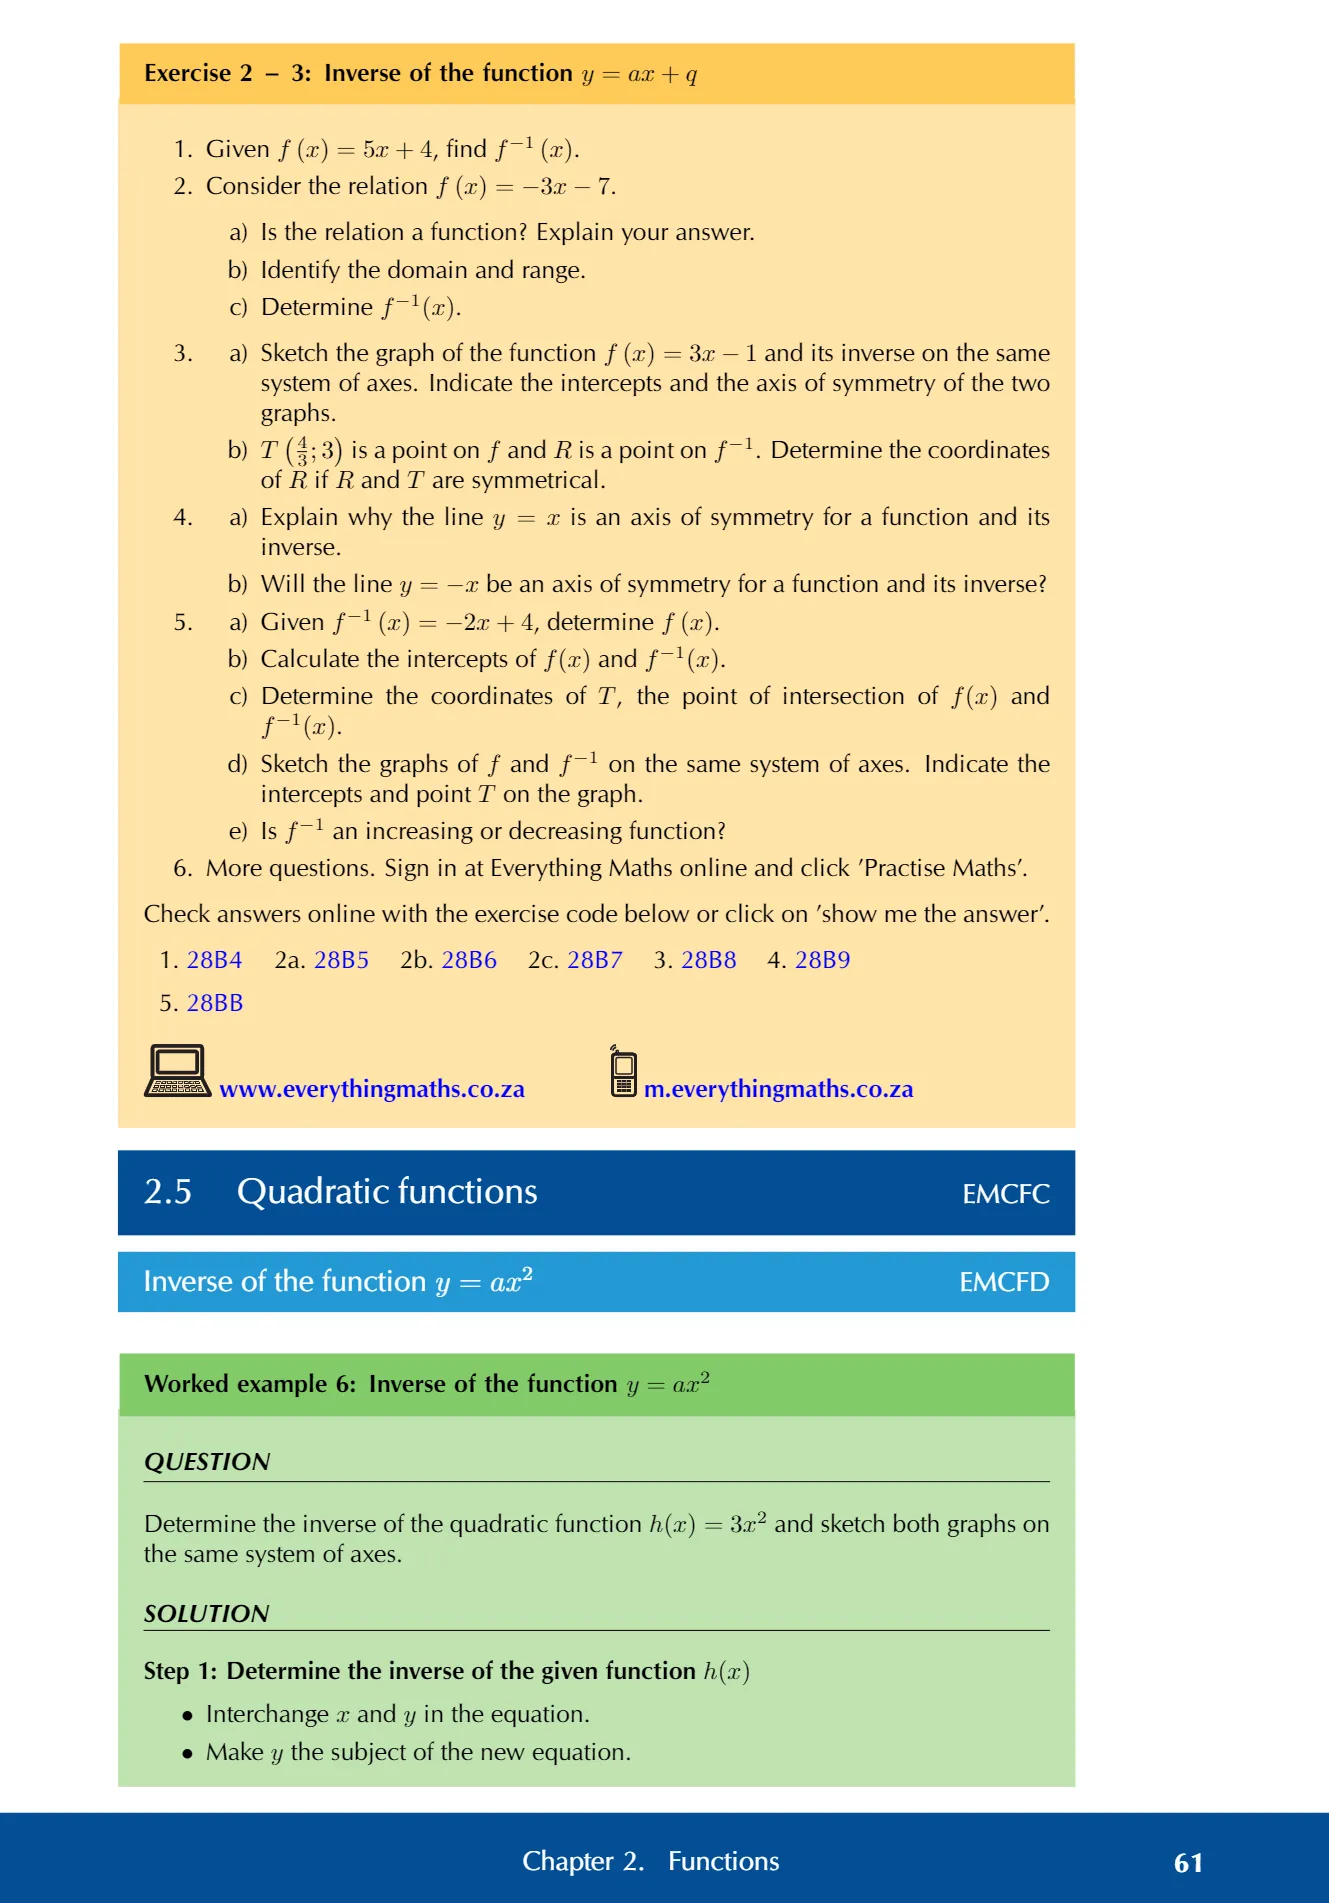 Exercise 2 – 3: Inverse of the function y = ax + q
1. Given f (x) = 5x + 4, find f⁻¹ (x).
2. Consider the relation f (x) = −3x − 7.
a) Is the relation a function? Explain your answer.
b) Identify the domain and range.
c) Determine f⁻¹(x).
3. a) Sketch the graph of the function f (x) = 3x − 1 and its inverse on the same
system of axes. Indicate the intercepts and the axis of symmetry of the two
graphs.
b) T (4/3; 3) is a point on f and R is a point on f⁻¹. Determine the coordinates
of R if R and T are symmetrical.
4. a) Explain why the line y = x is an axis of symmetry for a function and its
inverse.
b) Will the line y = −x be an axis of symmetry for a function and its inverse?
5. a) Given f⁻¹ (x) = −2x + 4, determine f (x).
b) Calculate the intercepts of f(x) and f⁻¹(x).
c) Determine the coordinates of T, the point of intersection of f(x) and
f⁻¹(x).
d) Sketch the graphs of f and f⁻¹ on the same system of axes. Indicate the
intercepts and point T on the graph.
e) Is f⁻¹ an increasing or decreasing function?
6. More questions. Sign in at Everything Maths online and click ’Practise Maths’.
Check answers online with the exercise code below or click on ’show me the answer’.
1. 28B4 2a. 28B5 2b. 28B6 2c. 28B7 3. 28B8 4. 28B9
5. 28BB
www.everythingmaths.co.za m.everythingmaths.co.za
2.5 Quadratic functions EMCFC
Inverse of the function y = ax² EMCFD
Worked example 6: Inverse of the function y = ax²
QUESTION
Determine the inverse of the quadratic function h(x) = 3x² and sketch both graphs on
the same system of axes.
SOLUTION
Step 1: Determine the inverse of the given function h(x)
• Interchange x and y in the equation.
• Make y the subject of the new equation.
Chapter 2. Functions 61